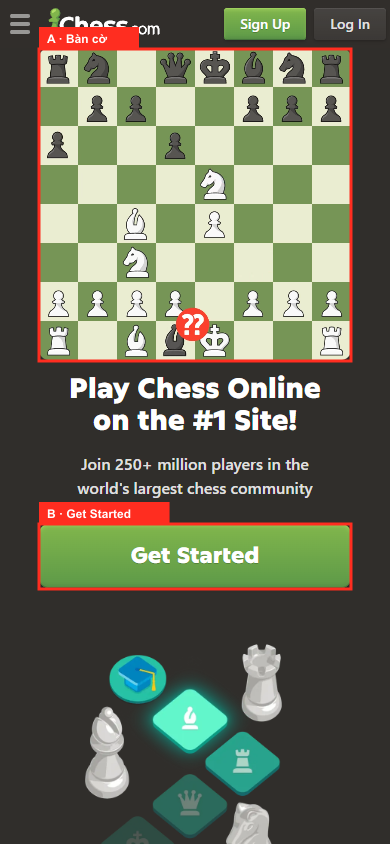 Chess.com
Sign Up
Log In
A · Bàn cờ
??
Play Chess Online
on the #1 Site!
Join 250+ million players in the
world's largest chess community
B · Get Started
Get Started